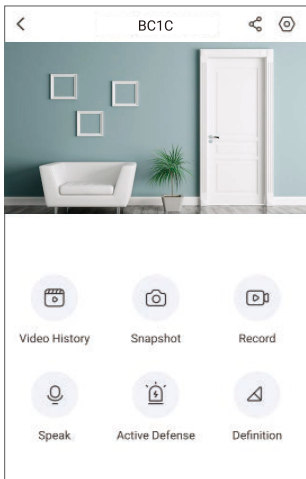 BC1C
Video History
Snapshot
Record
Speak
Active Defense
Definition